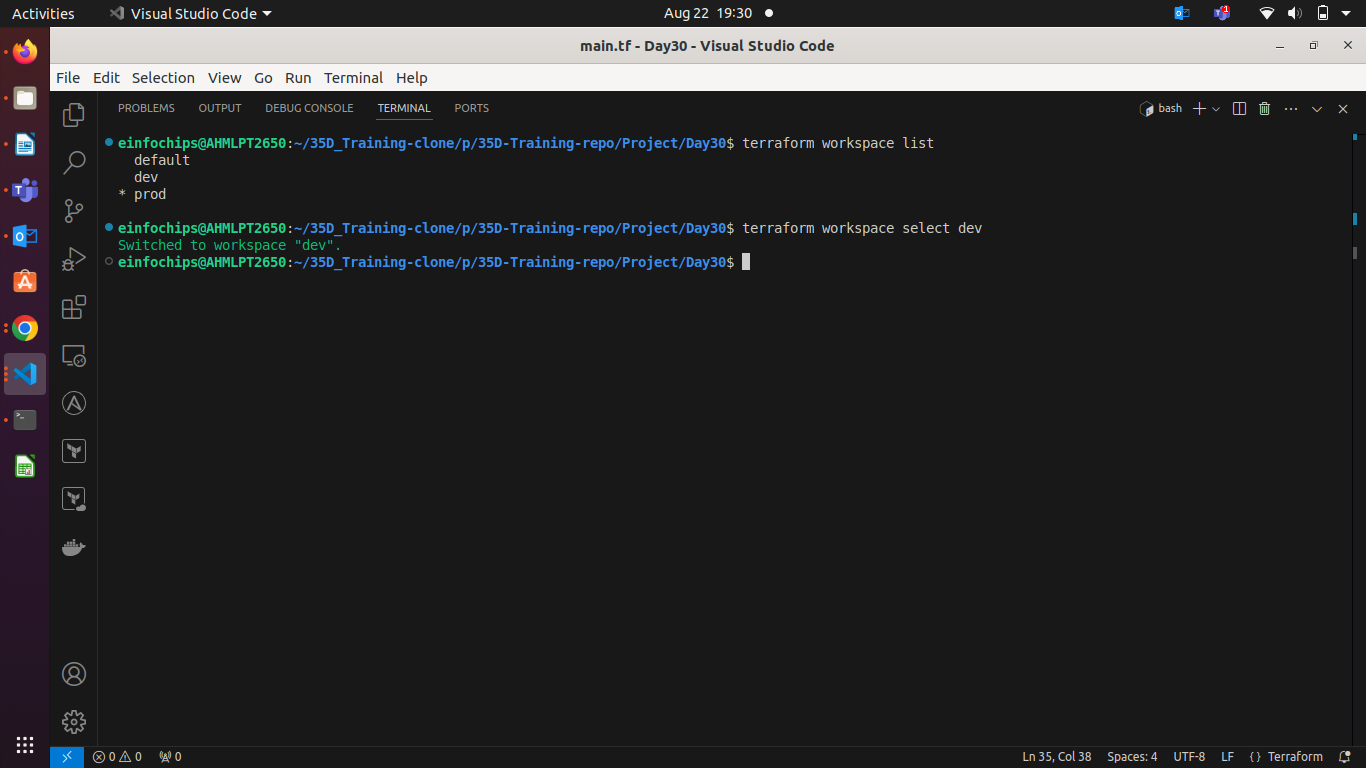 Activities
Visual Studio Code
Aug 22 19:30
1
main.tf - Day30 - Visual Studio Code
File Edit Selection View Go Run Terminal Help
PROBLEMS OUTPUT DEBUG CONSOLE TERMINAL PORTS
bash
einfochips@AHMLPT2650:~/35D_Training-clone/p/35D-Training-repo/Project/Day30$ terraform workspace list
default
dev
* prod
einfochips@AHMLPT2650:~/35D_Training-clone/p/35D-Training-repo/Project/Day30$ terraform workspace select dev
Switched to workspace "dev".
einfochips@AHMLPT2650:~/35D_Training-clone/p/35D-Training-repo/Project/Day30$
0 0 0
Ln 35, Col 38 Spaces: 4 UTF-8 LF {} Terraform